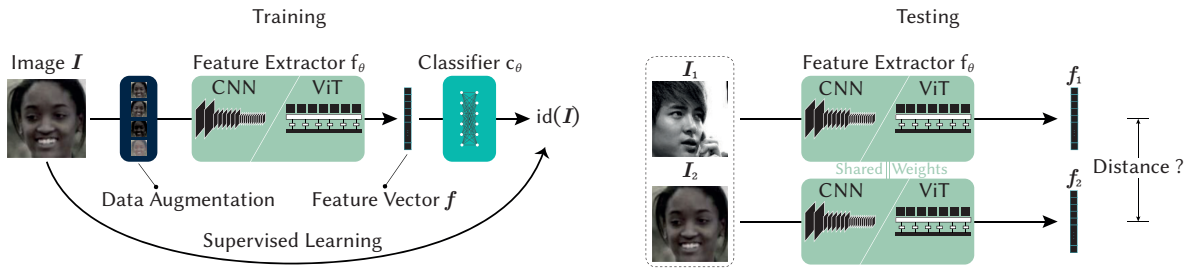 Training
Image I
Feature Extractor f_θ
Classifier c_θ
CNN
ViT
id(I)
Data Augmentation
Feature Vector f
Supervised Learning
Testing
I₁
Feature Extractor f_θ
f₁
CNN
ViT
Shared Weights
I₂
CNN
ViT
f₂
Distance ?